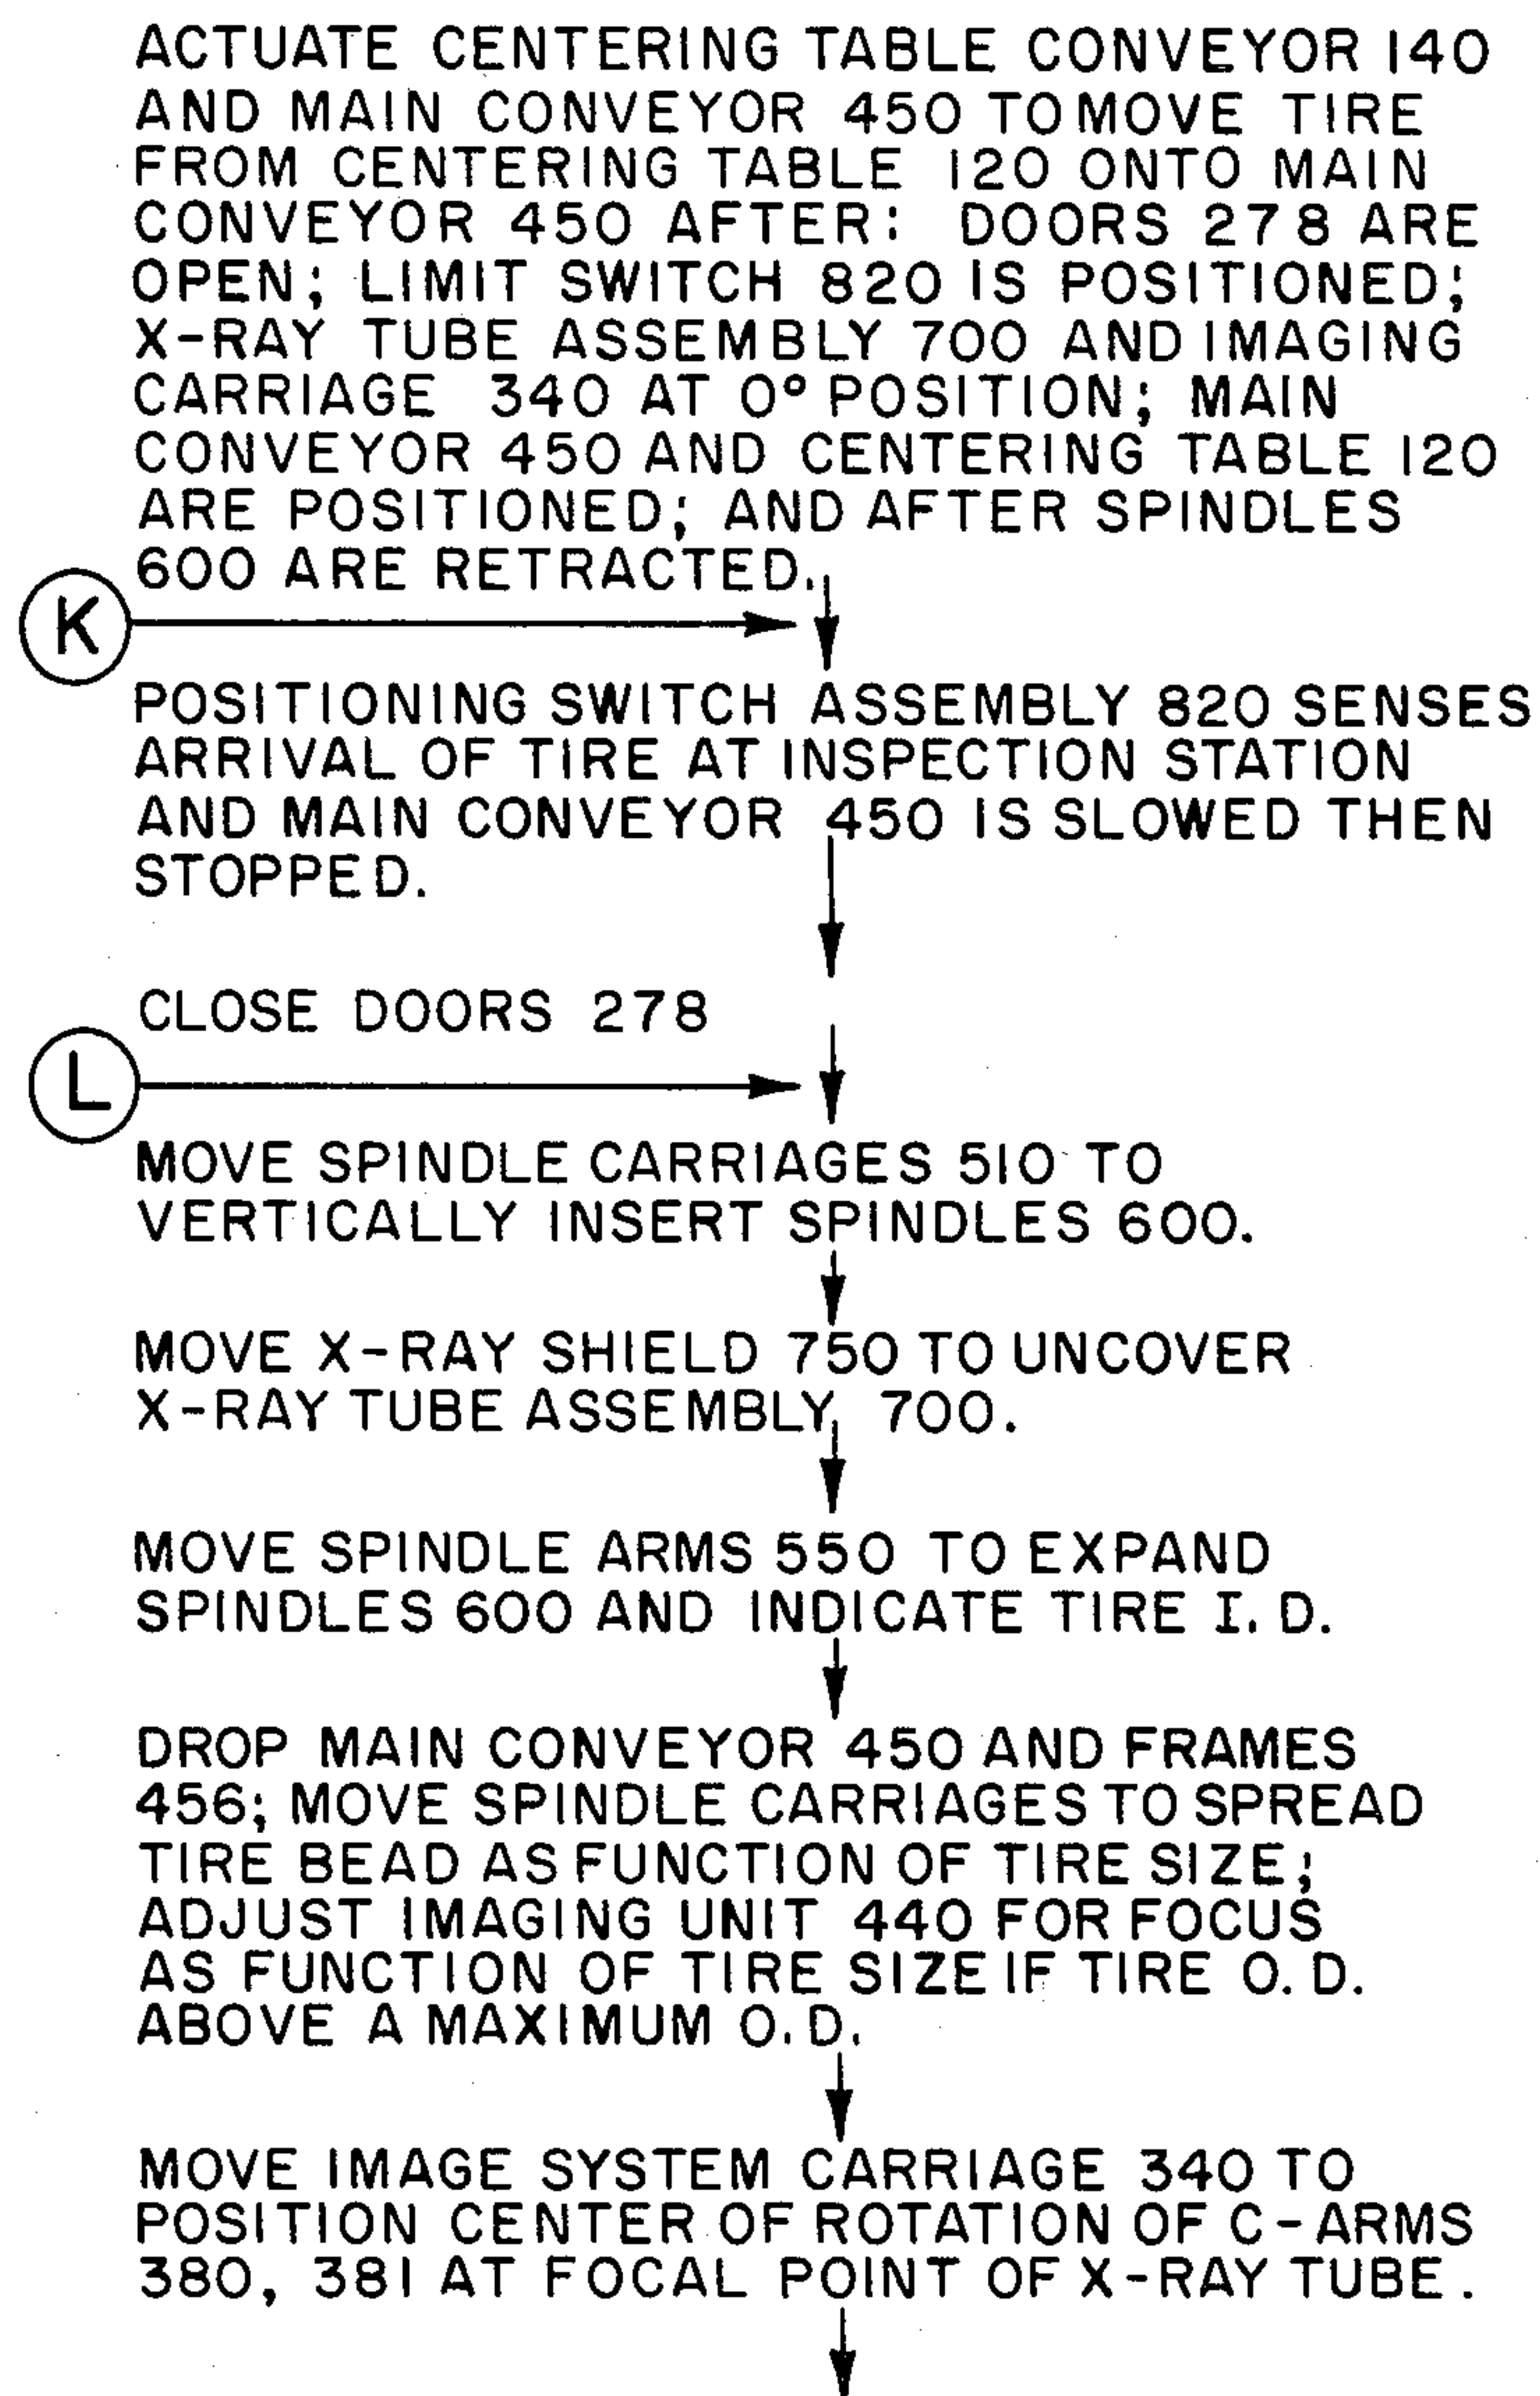 ACTUATE CENTERING TABLE CONVEYOR 140
AND MAIN CONVEYOR 450 TO MOVE TIRE
FROM CENTERING TABLE 120 ONTO MAIN
CONVEYOR 450 AFTER: DOORS 278 ARE
OPEN; LIMIT SWITCH 820 IS POSITIONED;
X-RAY TUBE ASSEMBLY 700 AND IMAGING
CARRIAGE 340 AT 0° POSITION; MAIN
CONVEYOR 450 AND CENTERING TABLE 120
ARE POSITIONED; AND AFTER SPINDLES
600 ARE RETRACTED.
K
POSITIONING SWITCH ASSEMBLY 820 SENSES
ARRIVAL OF TIRE AT INSPECTION STATION
AND MAIN CONVEYOR 450 IS SLOWED THEN
STOPPED.
CLOSE DOORS 278
L
MOVE SPINDLE CARRIAGES 510 TO
VERTICALLY INSERT SPINDLES 600.
MOVE X-RAY SHIELD 750 TO UNCOVER
X-RAY TUBE ASSEMBLY 700.
MOVE SPINDLE ARMS 550 TO EXPAND
SPINDLES 600 AND INDICATE TIRE I.D.
DROP MAIN CONVEYOR 450 AND FRAMES
456; MOVE SPINDLE CARRIAGES TO SPREAD
TIRE BEAD AS FUNCTION OF TIRE SIZE;
ADJUST IMAGING UNIT 440 FOR FOCUS
AS FUNCTION OF TIRE SIZE IF TIRE O.D.
ABOVE A MAXIMUM O.D.
MOVE IMAGE SYSTEM CARRIAGE 340 TO
POSITION CENTER OF ROTATION OF C-ARMS
380, 381 AT FOCAL POINT OF X-RAY TUBE.